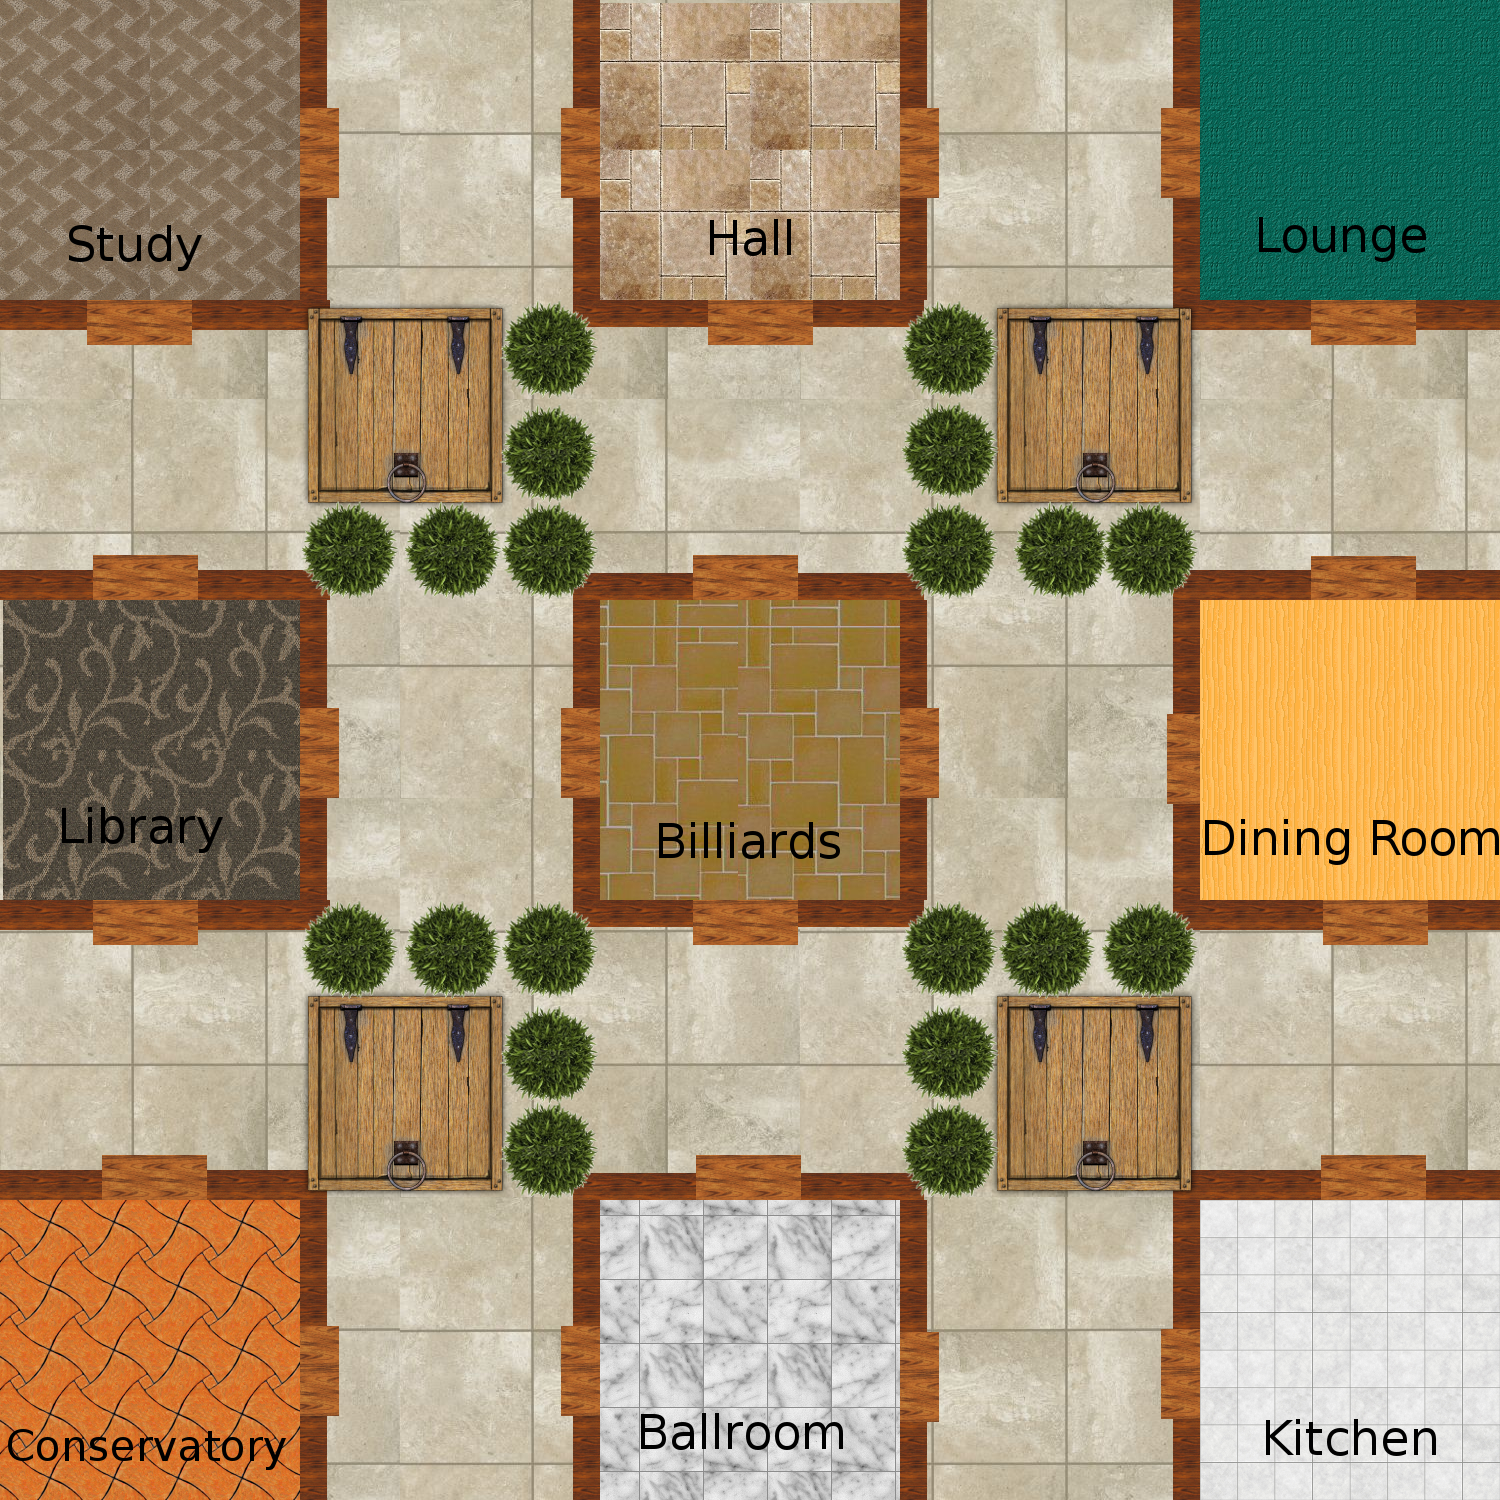 Study
Hall
Lounge
Library
Billiards
Dining Room
Conservatory
Ballroom
Kitchen